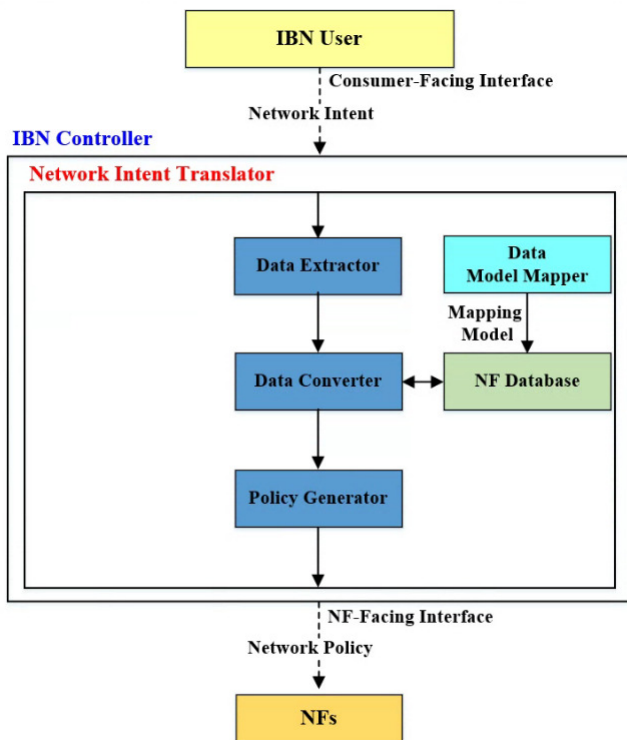 IBN User
Consumer-Facing Interface
Network Intent
IBN Controller
Network Intent Translator
Data Extractor
Data
Model Mapper
Mapping
Model
Data Converter
NF Database
Policy Generator
NF-Facing Interface
Network Policy
NFs